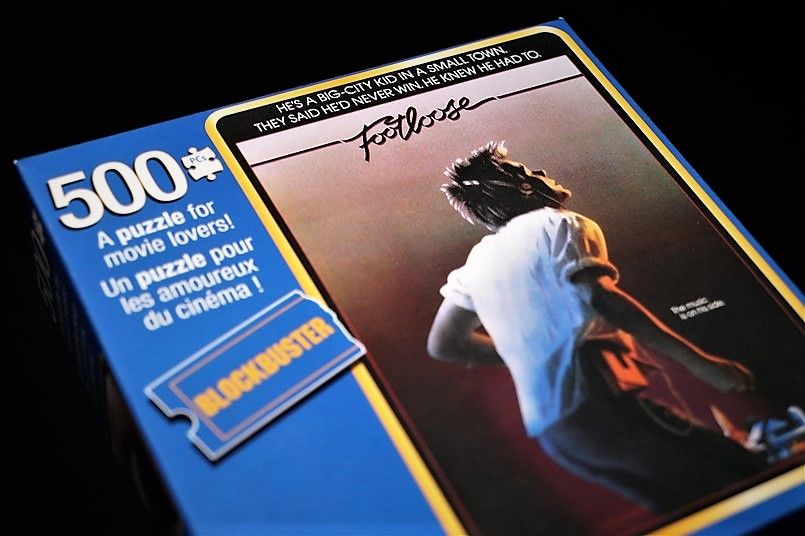 HE'S A BIG-CITY KID IN A SMALL TOWN.
THEY SAID HE'D NEVER WIN. HE KNEW HE HAD TO.
Footloose
500 PCs
A puzzle for
movie lovers!
Un puzzle pour
les amoureux
du cinéma !
BLOCKBUSTER
the music
is on his side.